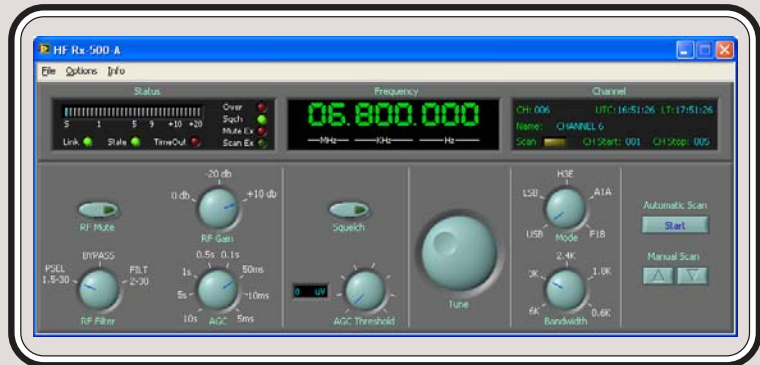 HF Rx-500-A
File Options Info
Status
S 1 5 9 +10 +20
Link State TimeOut
Over
Sqch
Mute Ex
Scan Ex
Frequency
06.800.000
MHz KHz Hz
Channel
CH: 006 UTC: 16:51:26 LT: 17:51:26
Name: CHANNEL 6
Scan CH Start: 001 CH Stop: 005
RF Mute
-20 db
0 db +10 db
RF Gain
BYPASS
PSEL 1.5-30
FILT 2-30
RF Filter
0.5s 0.1s
1s 50ms
5s 10ms
10s AGC 5ms
Squelch
0 uV
AGC Threshold
Tune
H3E
LSB A1A
USB Mode F1B
2.4K
3K 1.8K
6K 0.6K
Bandwidth
Automatic Scan
Start
Manual Scan